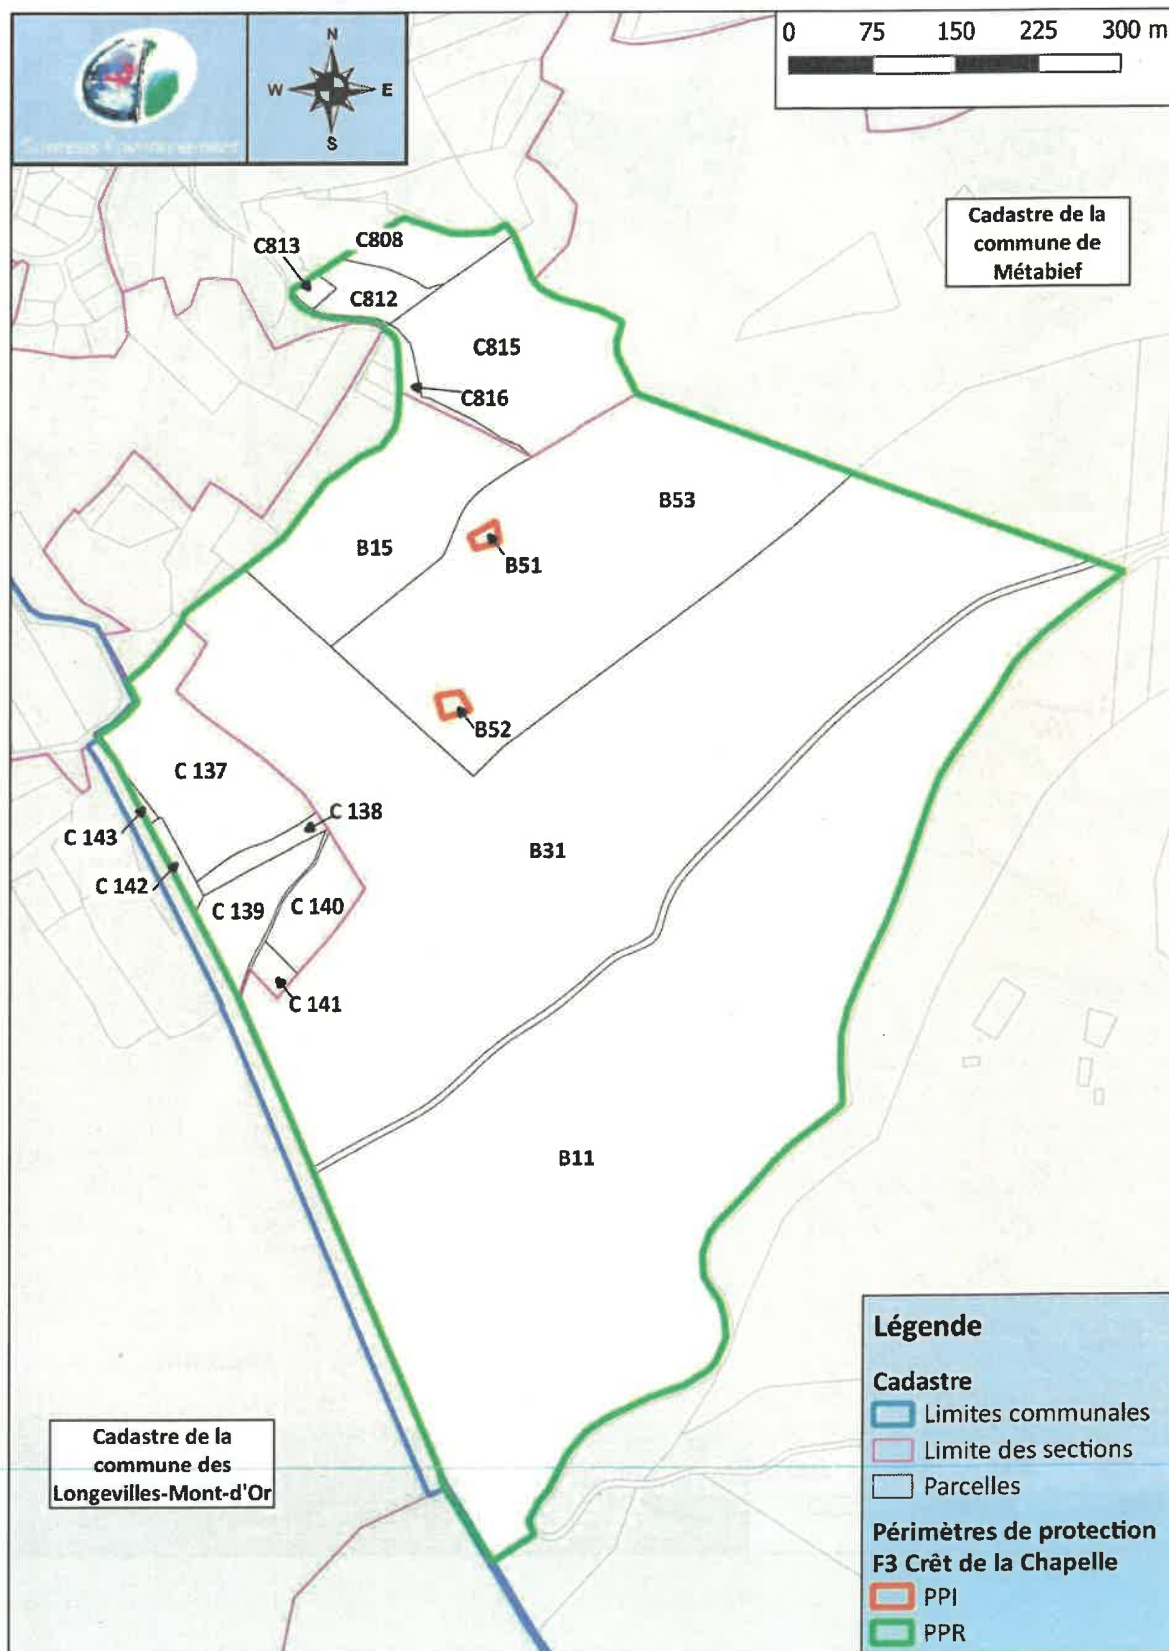 N
W E
S
0 75 150 225 300 m
Cadastre de la
commune de
Métabief
C813
C808
C812
C815
C816
B53
B15
B51
B52
C 137
C 138
C 143
C 142
C 139
C 140
C 141
B31
B11
Cadastre de la
commune des
Longevilles-Mont-d'Or
Légende
Cadastre
Limites communales
Limite des sections
Parcelles
Périmètres de protection
F3 Crêt de la Chapelle
PPI
PPR